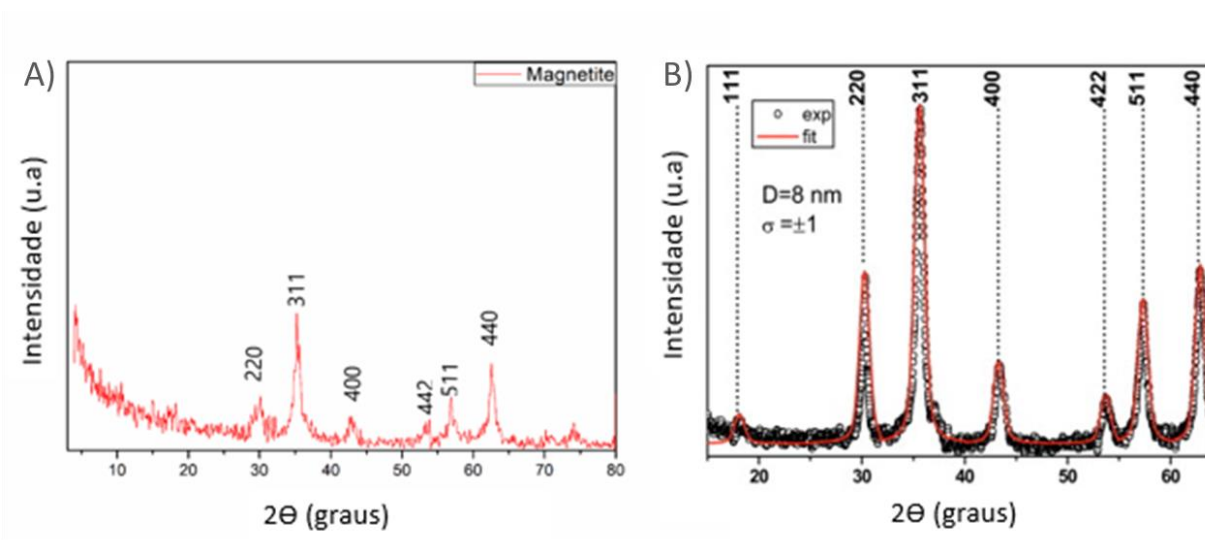 A)
Magnetite
220
311
400
442
511
440
Intensidade (u.a)
10 20 30 40 50 60 70 80
2Θ (graus)
B)
111
220
311
400
422
511
440
exp
fit
D=8 nm
σ =±1
Intensidade (u.a)
20 30 40 50 60
2Θ (graus)